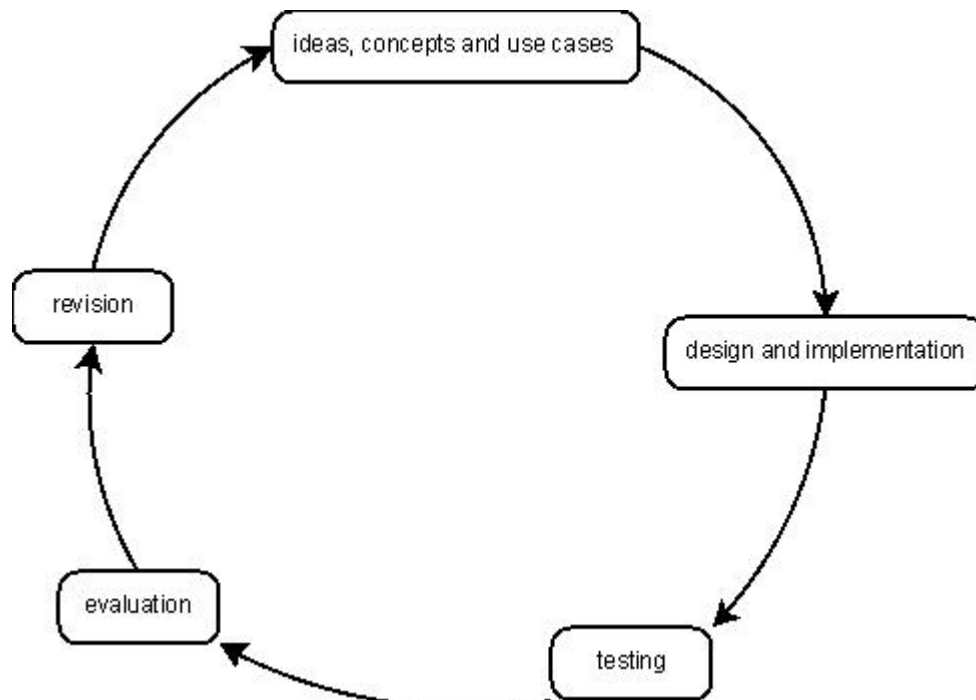 ideas, concepts and use cases
design and implementation
testing
evaluation
revision